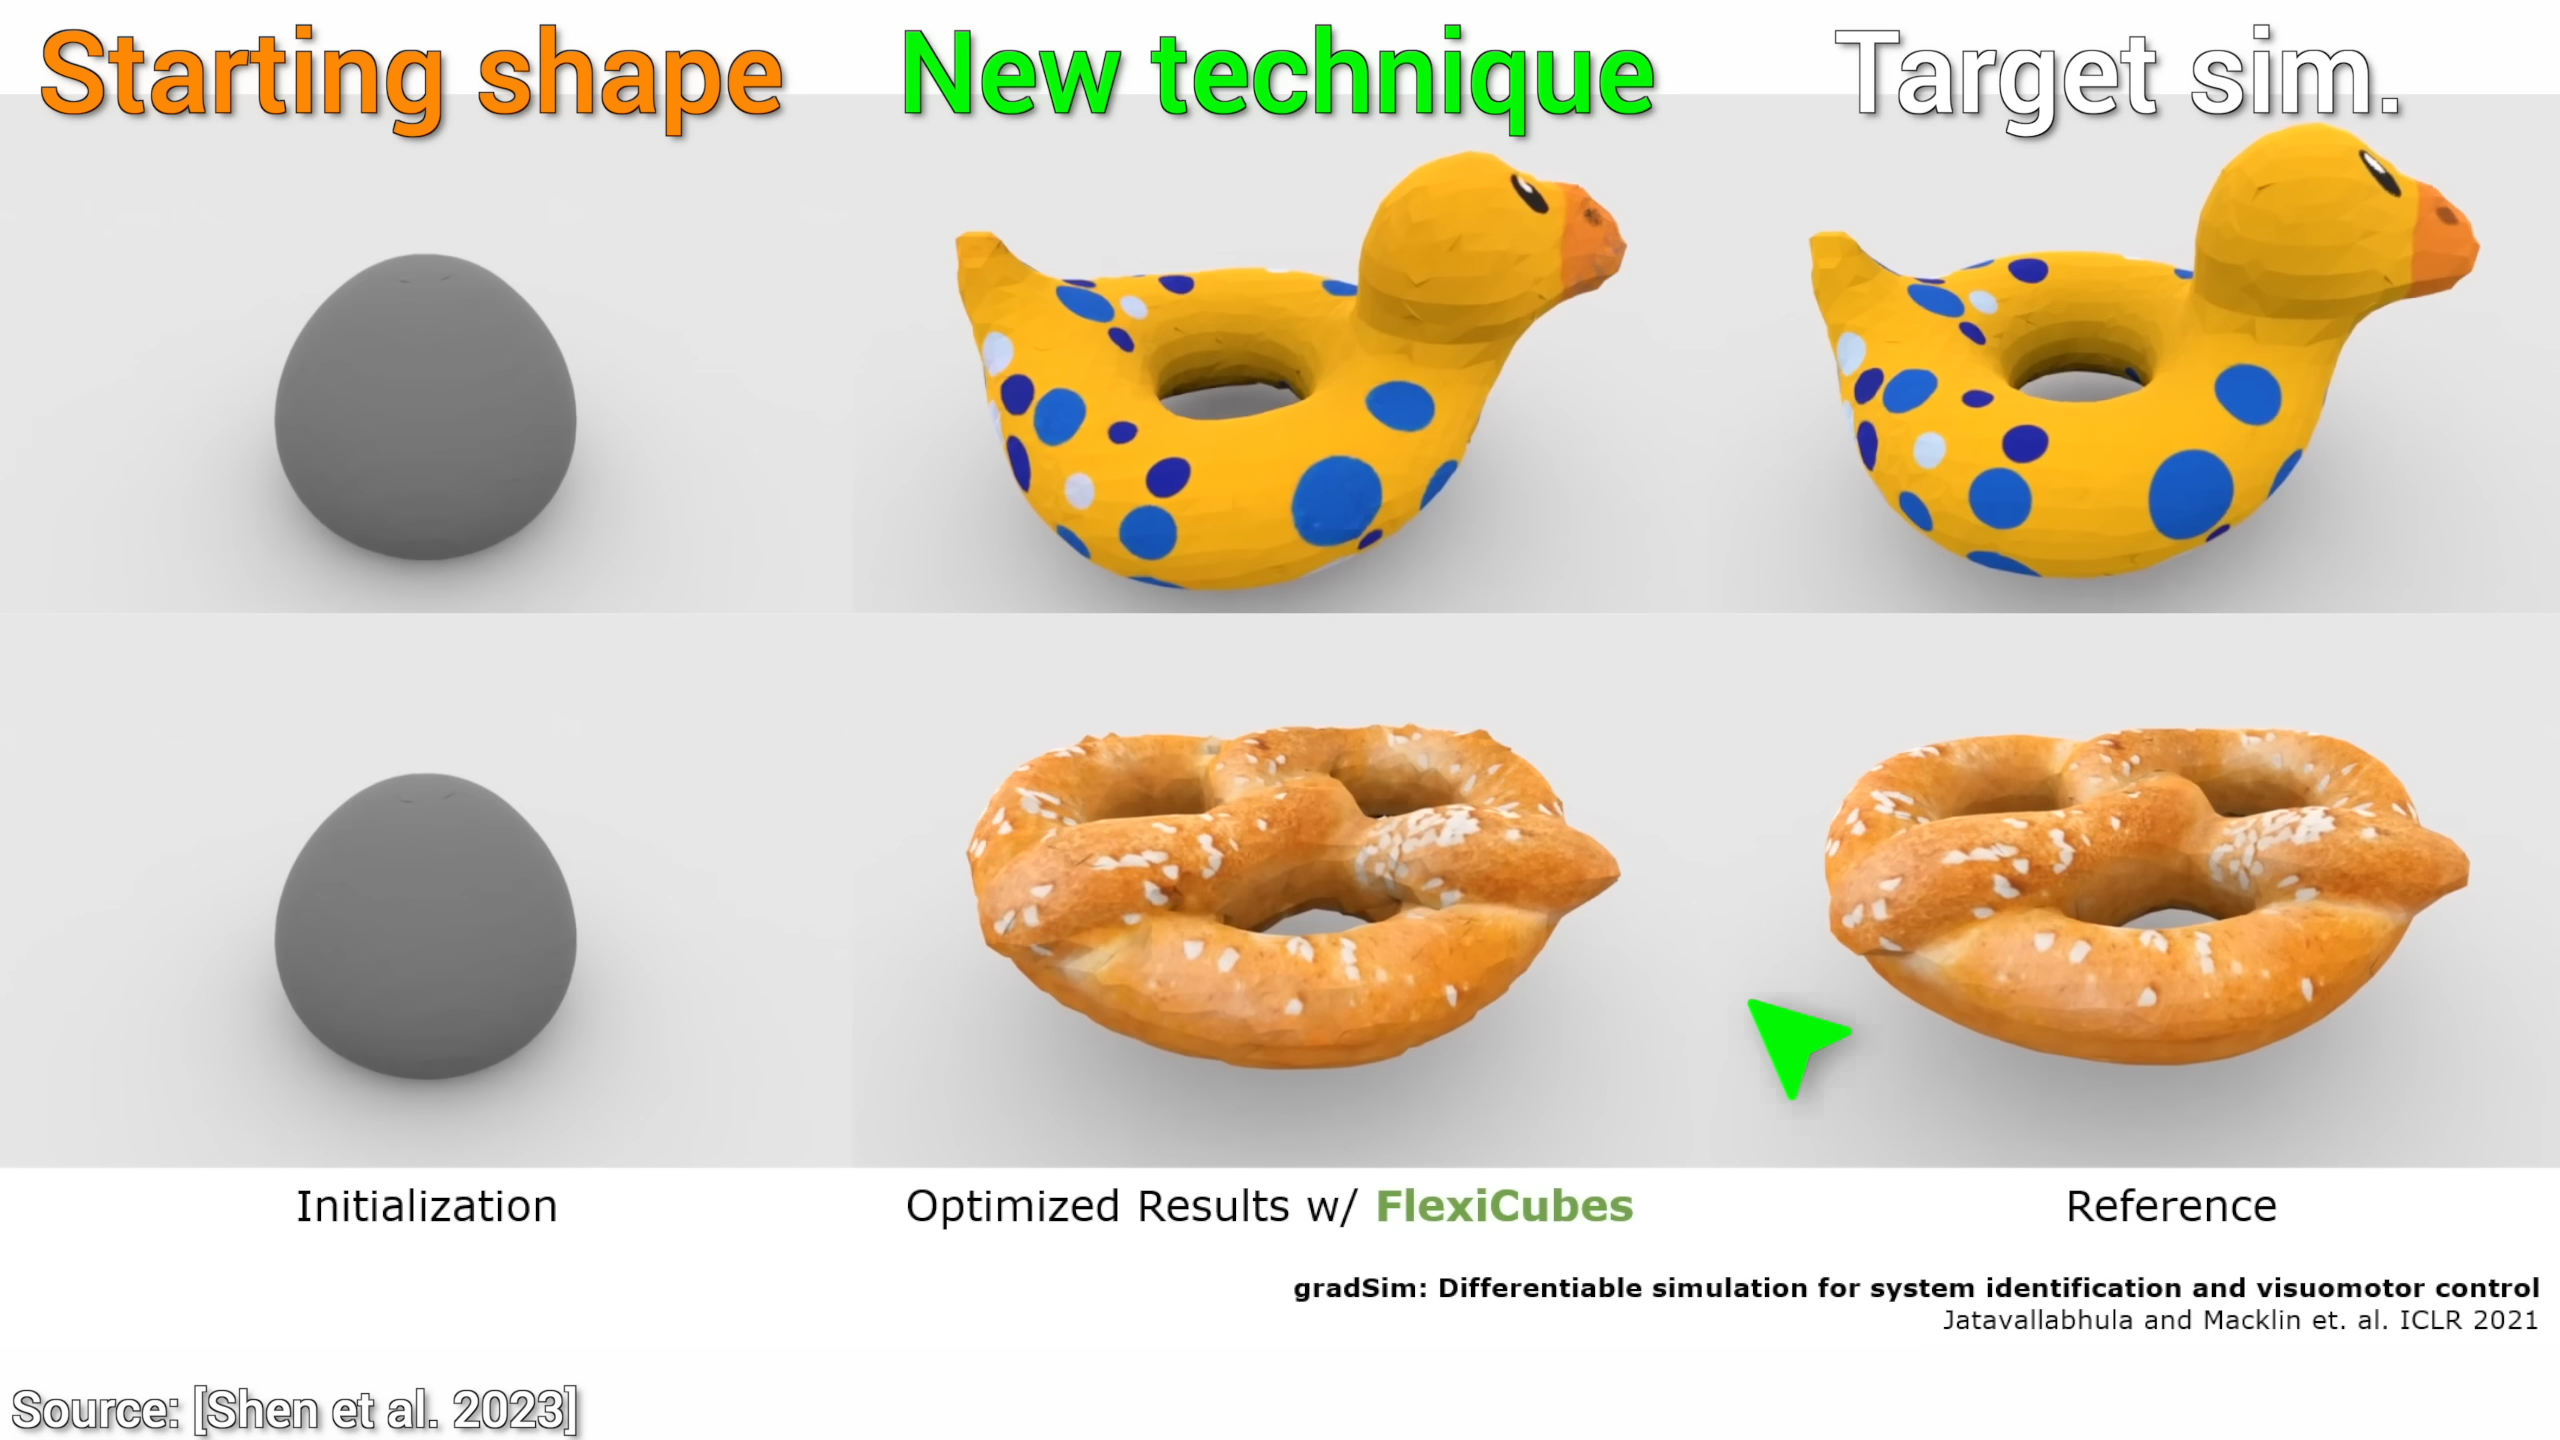 Starting shape
New technique
Target sim.
Initialization
Optimized Results w/ FlexiCubes
Reference
gradSim: Differentiable simulation for system identification and visuomotor control
Jatavallabhula and Macklin et. al. ICLR 2021
Source: [Shen et al. 2023]